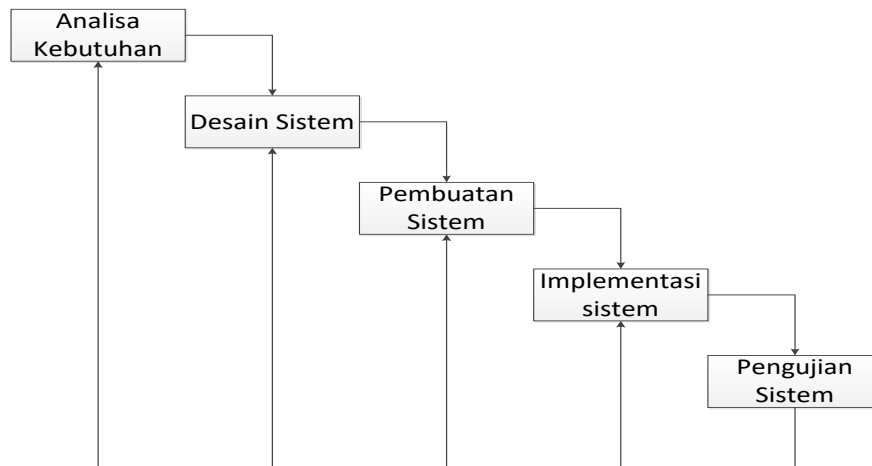 Analisa
Kebutuhan
Desain Sistem
Pembuatan
Sistem
Implementasi
sistem
Pengujian
Sistem